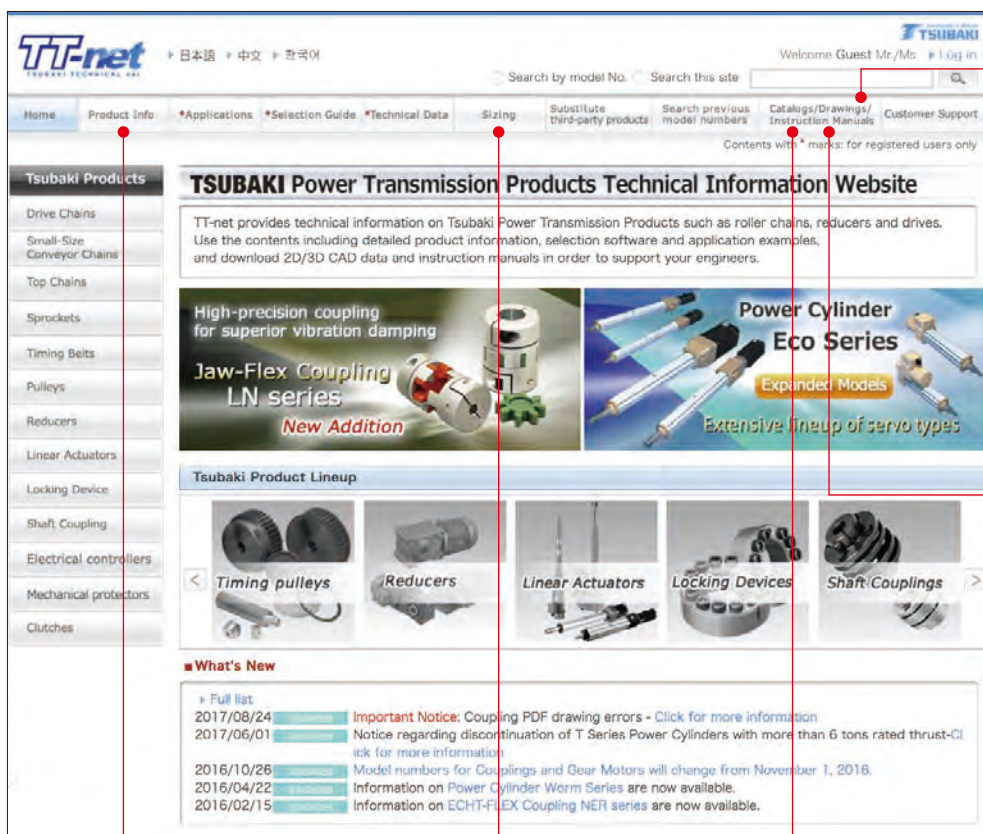 TT-net
TSUBAKI TECHNICAL net
日本語 中文 한국어
TSUBAKI
Welcome Guest Mr./Ms. Log in
Search by model No. Search this site
Home
Product Info
*Applications
*Selection Guide
*Technical Data
Sizing
Substitute
third-party products
Search previous
model numbers
Catalogs/Drawings/
Instruction Manuals
Customer Support
Contents with * marks: for registered users only
Tsubaki Products
Drive Chains
Small-Size
Conveyor Chains
Top Chains
Sprockets
Timing Belts
Pulleys
Reducers
Linear Actuators
Locking Device
Shaft Coupling
Electrical controllers
Mechanical protectors
Clutches
TSUBAKI Power Transmission Products Technical Information Website
TT-net provides technical information on Tsubaki Power Transmission Products such as roller chains, reducers and drives.
Use the contents including detailed product information, selection software and application examples,
and download 2D/3D CAD data and instruction manuals in order to support your engineers.
High-precision coupling
for superior vibration damping
Jaw-Flex Coupling
LN series
New Addition
Power Cylinder
Eco Series
Expanded Models
Extensive lineup of servo types
Tsubaki Product Lineup
< Timing pulleys
Reducers
Linear Actuators
Locking Devices
Shaft Couplings >
■What's New
Full list
2017/08/24 Important Notice: Coupling PDF drawing errors - Click for more information
2017/06/01 Notice regarding discontinuation of T Series Power Cylinders with more than 6 tons rated thrust-Cl
ick for more information
2016/10/26 Model numbers for Couplings and Gear Motors will change from November 1, 2016.
2016/04/22 Information on Power Cylinder Worm Series are now available.
2016/02/15 Information on ECHT-FLEX Coupling NER series are now available.